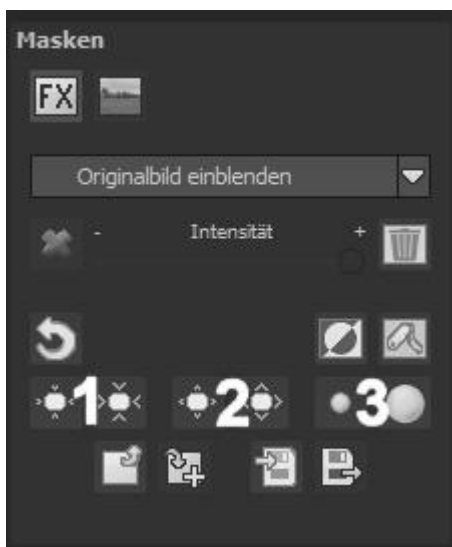 Masken
FX
Originalbild einblenden
- Intensität +
1 2 3